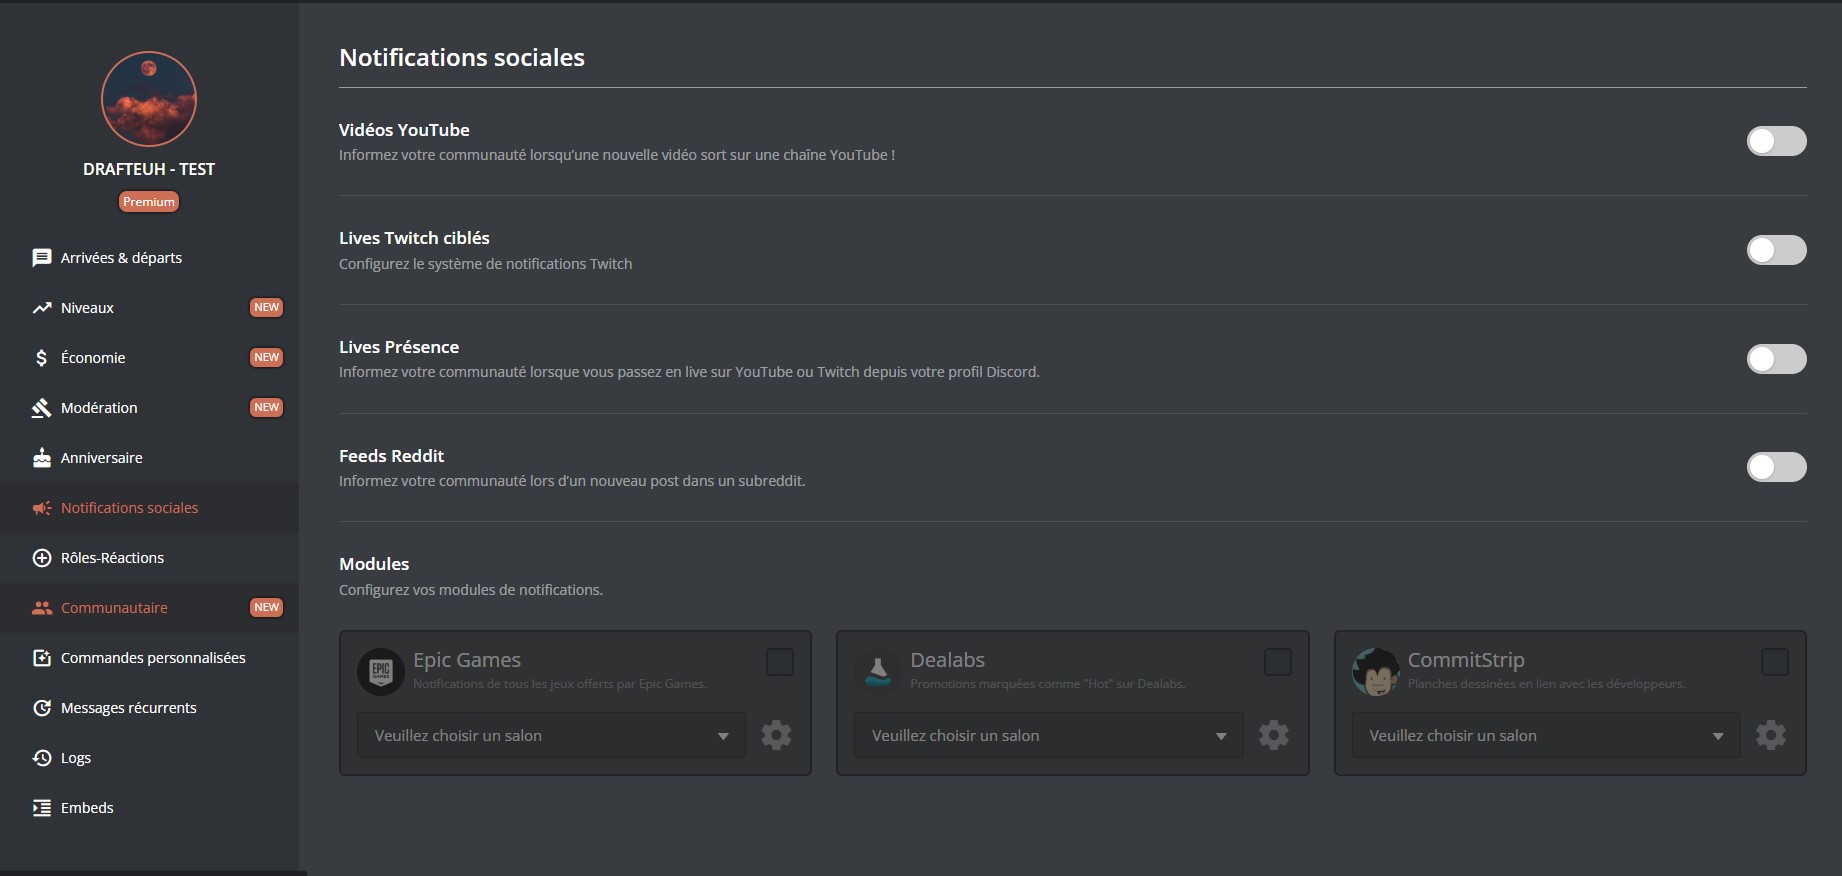 DRAFTEUH - TEST
Premium
Arrivées & départs
Niveaux NEW
Économie NEW
Modération NEW
Anniversaire
Notifications sociales
Rôles-Réactions
Communautaire NEW
Commandes personnalisées
Messages récurrents
Logs
Embeds
Notifications sociales
Vidéos YouTube
Informez votre communauté lorsqu'une nouvelle vidéo sort sur une chaîne YouTube !
Lives Twitch ciblés
Configurez le système de notifications Twitch
Lives Présence
Informez votre communauté lorsque vous passez en live sur YouTube ou Twitch depuis votre profil Discord.
Feeds Reddit
Informez votre communauté lors d'un nouveau post dans un subreddit.
Modules
Configurez vos modules de notifications.
EPIC
GAMES
Epic Games
Notifications de tous les jeux offerts par Epic Games.
Veuillez choisir un salon
Dealabs
Promotions marquées comme "Hot" sur Dealabs.
Veuillez choisir un salon
CommitStrip
Planches dessinées en lien avec les développeurs.
Veuillez choisir un salon